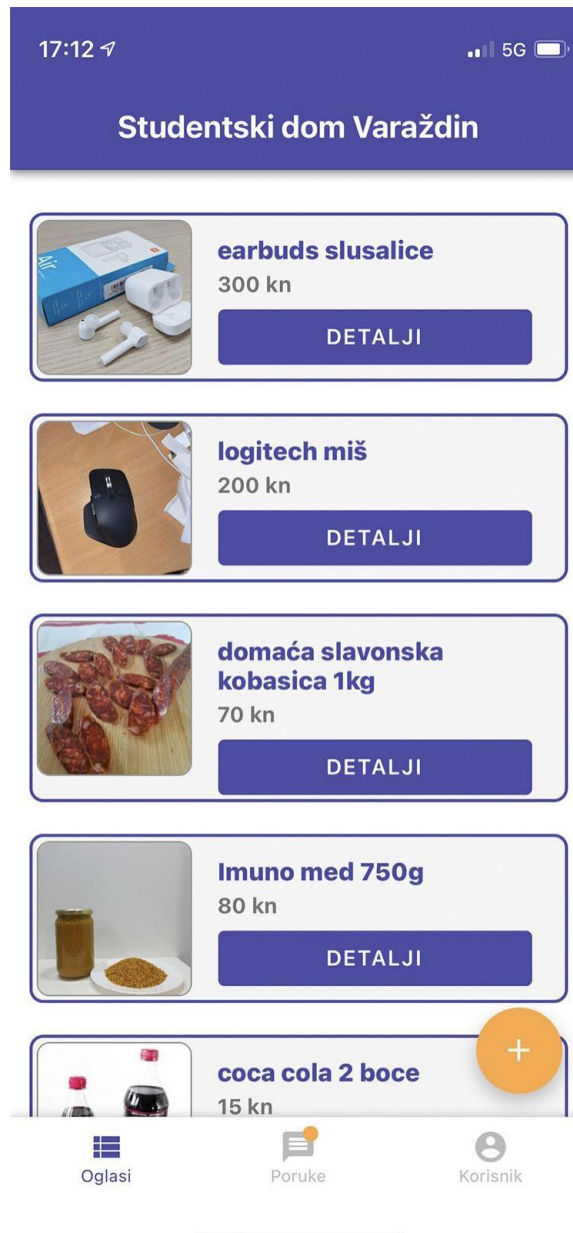 17:12
5G
Studentski dom Varaždin
Air
earbuds slusalice
300 kn
DETALJI
logitech miš
200 kn
DETALJI
domaća slavonska
kobasica 1kg
70 kn
DETALJI
Imuno med 750g
80 kn
DETALJI
coca cola 2 boce
15 kn
+
Oglasi
Poruke
Korisnik